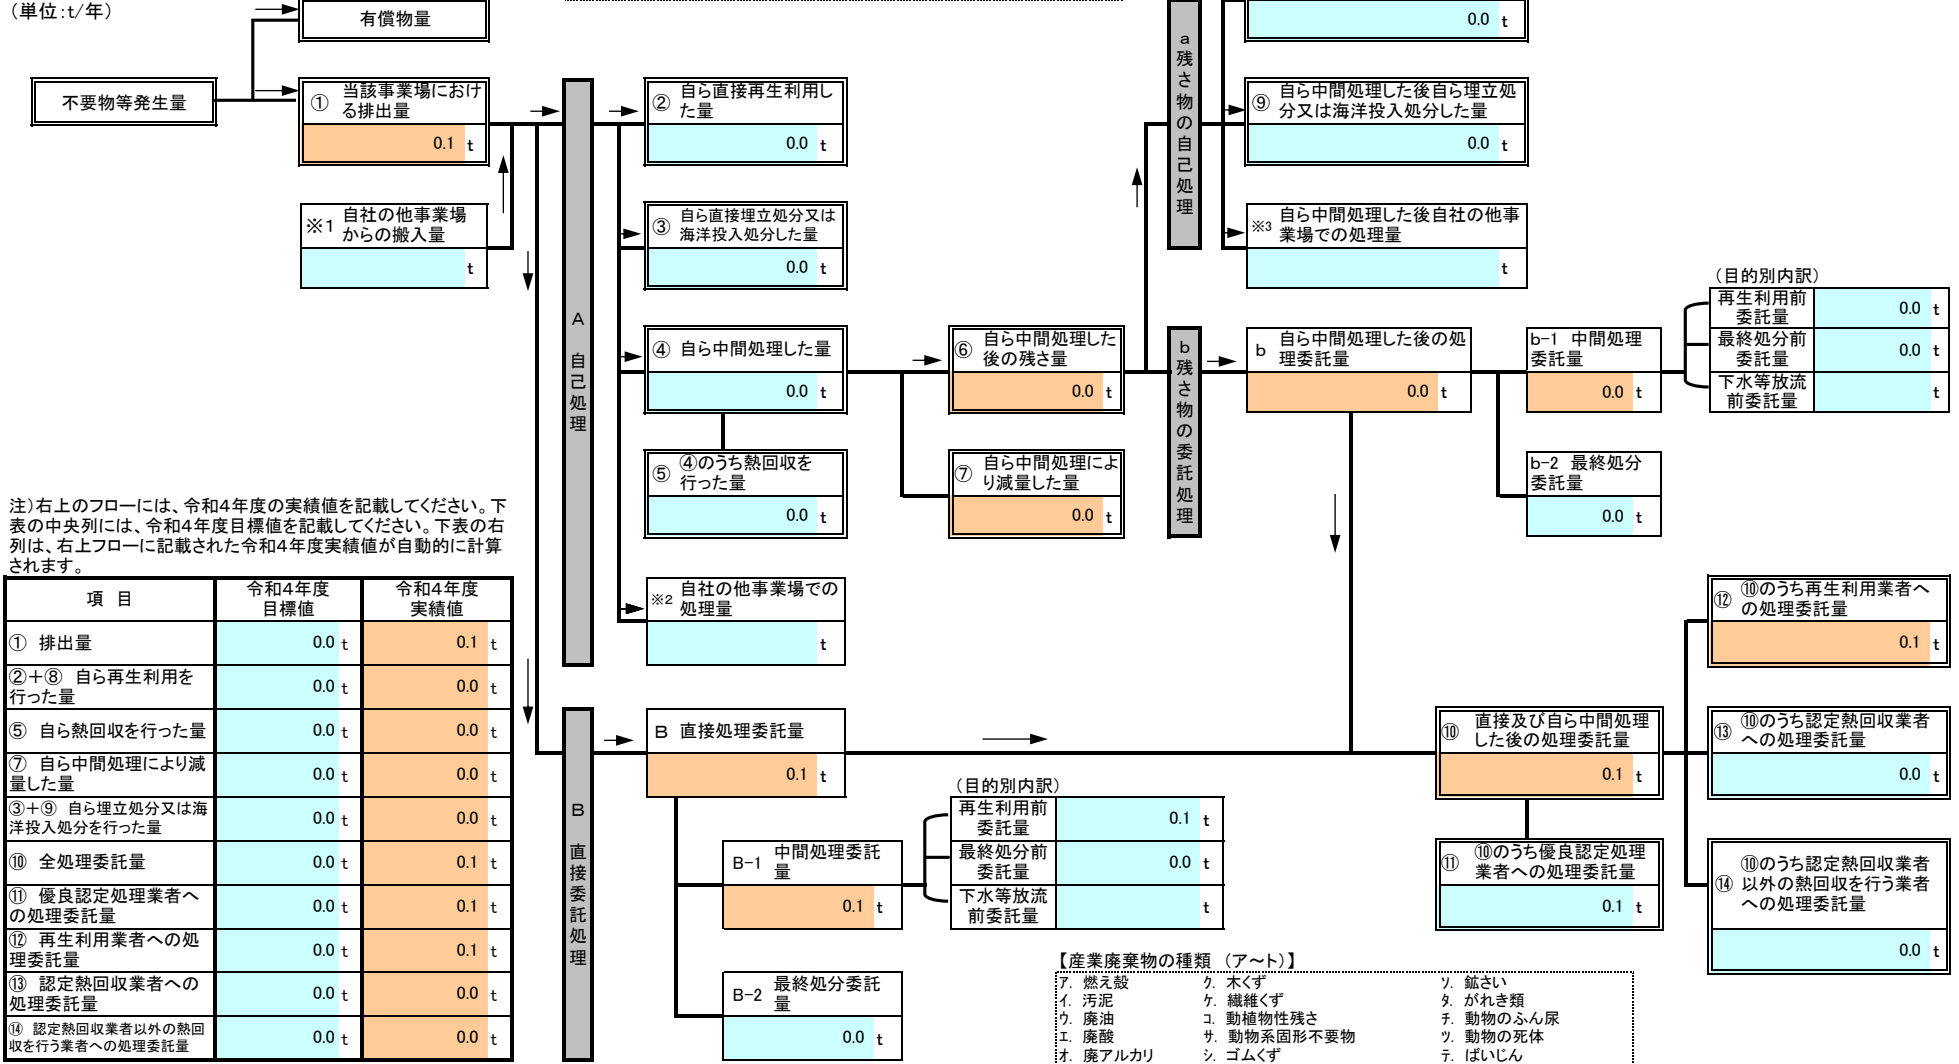 （単位:t/年）
有償物量
0.0 t
不要物等発生量
① 当該事業場におけ
る排出量
0.1 t
※1 自社の他事業場
からの搬入量
t
A 自己処理
② 自ら直接再生利用し
た量
0.0 t
③ 自ら直接埋立処分又は
海洋投入処分した量
0.0 t
④ 自ら中間処理した量
0.0 t
⑤ ④のうち熱回収を
行った量
0.0 t
※2 自社の他事業場での
処理量
t
⑥ 自ら中間処理した
後の残さ量
0.0 t
⑦ 自ら中間処理によ
り減量した量
0.0 t
a 残さ物の自己処理
⑨ 自ら中間処理した後自ら埋立処
分又は海洋投入処分した量
0.0 t
※3 自ら中間処理した後自社の他事
業場での処理量
t
b 残さ物の委託処理
b 自ら中間処理した後の処
理委託量
0.0 t
b-1 中間処理
委託量
0.0 t
b-2 最終処分
委託量
0.0 t
（目的別内訳）
再生利用前
委託量
0.0 t
最終処分前
委託量
0.0 t
下水等放流
前委託量
t
注）右上のフローには、令和4年度の実績値を記載してください。下
表の中央列には、令和4年度目標値を記載してください。下表の右
列は、右上フローに記載された令和4年度実績値が自動的に計算
されます。
項 目
令和4年度
目標値
令和4年度
実績値
① 排出量 0.0 t 0.1 t
②＋⑧ 自ら再生利用を
行った量 0.0 t 0.0 t
⑤ 自ら熱回収を行った量 0.0 t 0.0 t
⑦ 自ら中間処理により減
量した量 0.0 t 0.0 t
③＋⑨ 自ら埋立処分又は海
洋投入処分を行った量 0.0 t 0.0 t
⑩ 全処理委託量 0.0 t 0.1 t
⑪ 優良認定処理業者へ
の処理委託量 0.0 t 0.1 t
⑫ 再生利用業者への処
理委託量 0.0 t 0.1 t
⑬ 認定熱回収業者への
処理委託量 0.0 t 0.0 t
⑭ 認定熱回収業者以外の熱回
収を行う業者への処理委託量 0.0 t 0.0 t
B 直接委託処理
B 直接処理委託量
0.1 t
B-1 中間処理委託
量
0.1 t
B-2 最終処分委託
量
0.0 t
（目的別内訳）
再生利用前
委託量
0.1 t
最終処分前
委託量
0.0 t
下水等放流
前委託量
t
⑩ 直接及び自ら中間処理
した後の処理委託量
0.1 t
⑪ ⑩のうち優良認定処理
業者への処理委託量
0.1 t
⑫ ⑩のうち再生利用業者へ
の処理委託量
0.1 t
⑬ ⑩のうち認定熱回収業者
への処理委託量
0.0 t
⑭ ⑩のうち認定熱回収業者
以外の熱回収を行う業者
への処理委託量
0.0 t
【産業廃棄物の種類 （ア～ト）】
ア. 燃え殻 ク. 木くず ソ. 鉱さい
イ. 汚泥 ケ. 繊維くず タ. がれき類
ウ. 廃油 コ. 動植物性残さ チ. 動物のふん尿
エ. 廃酸 サ. 動物系固形不要物 ツ. 動物の死体
オ. 廃アルカリ シ. ゴムくず テ. ばいじん